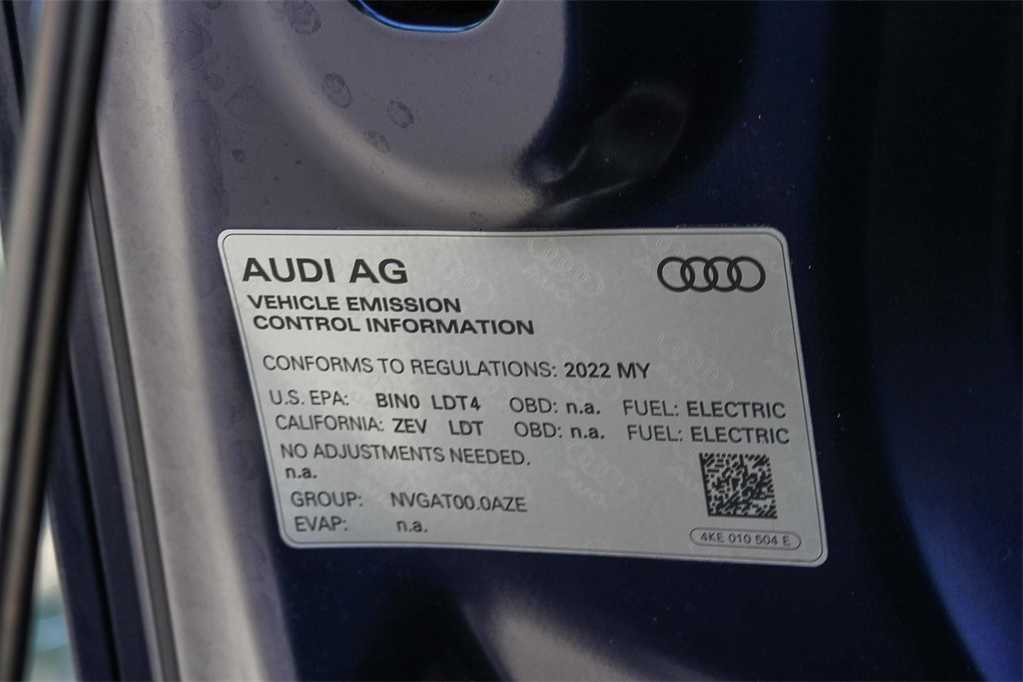 AUDI AG
VEHICLE EMISSION
CONTROL INFORMATION
CONFORMS TO REGULATIONS: 2022 MY
U.S. EPA: BIN0 LDT4 OBD: n.a. FUEL: ELECTRIC
CALIFORNIA: ZEV LDT OBD: n.a. FUEL: ELECTRIC
NO ADJUSTMENTS NEEDED.
n.a.
GROUP: NVGAT00.0AZE
EVAP: n.a.
4KE 010 504 E